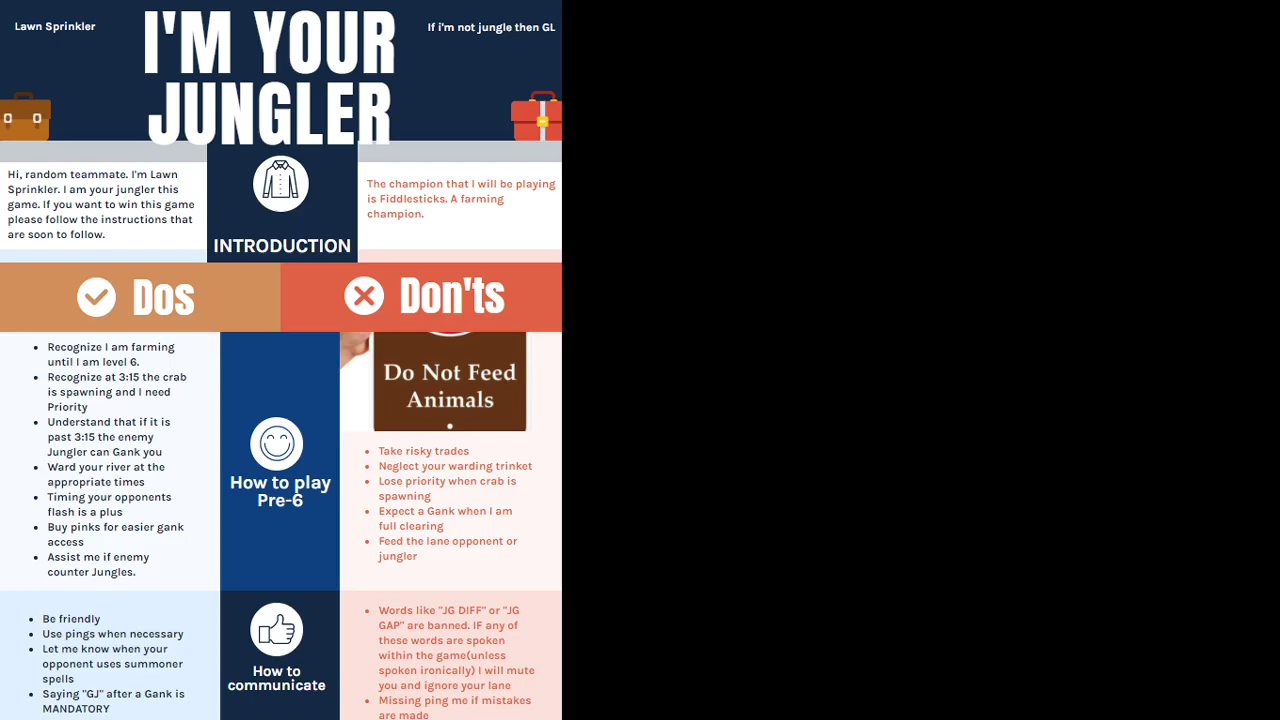 Lawn Sprinkler
I'M YOUR
JUNGLER
If i'm not jungle then GL
Hi, random teammate. I'm Lawn
Sprinkler. I am your jungler this
game. If you want to win this game
please follow the instructions that
are soon to follow.
INTRODUCTION
The champion that I will be playing
is Fiddlesticks. A farming
champion.
Dos
Don'ts
Recognize I am farming
until I am level 6.
Recognize at 3:15 the crab
is spawning and I need
Priority
Understand that if it is
past 3:15 the enemy
Jungler can Gank you
Ward your river at the
appropriate times
Timing your opponents
flash is a plus
Buy pinks for easier gank
access
Assist me if enemy
counter Jungles.
How to play
Pre-6
Do Not Feed
Animals
Take risky trades
Neglect your warding trinket
Lose priority when crab is
spawning
Expect a Gank when I am
full clearing
Feed the lane opponent or
jungler
Be friendly
Use pings when necessary
Let me know when your
opponent uses summoner
spells
Saying "GJ" after a Gank is
MANDATORY
How to
communicate
Words like "JG DIFF" or "JG
GAP" are banned. IF any of
these words are spoken
within the game(unless
spoken ironically) I will mute
you and ignore your lane
Missing ping me if mistakes
are made